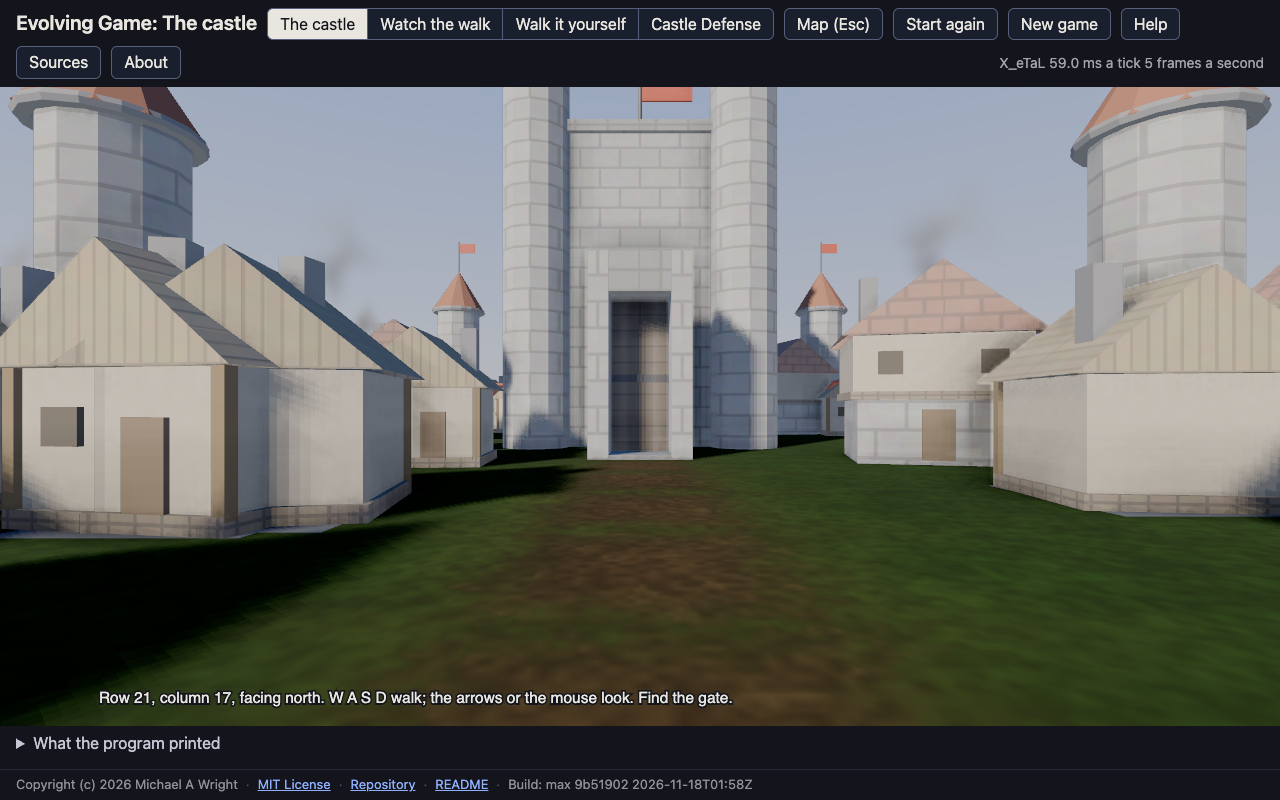 Evolving Game: The castle
The castle
Watch the walk
Walk it yourself
Castle Defense
Map (Esc)
Start again
New game
Help
Sources
About
X_eTaL 59.0 ms a tick 5 frames a second
Row 21, column 17, facing north. W A S D walk; the arrows or the mouse look. Find the gate.
▶ What the program printed
Copyright (c) 2026 Michael A Wright · MIT License · Repository · README · Build: max 9b51902 2026-11-18T01:58Z